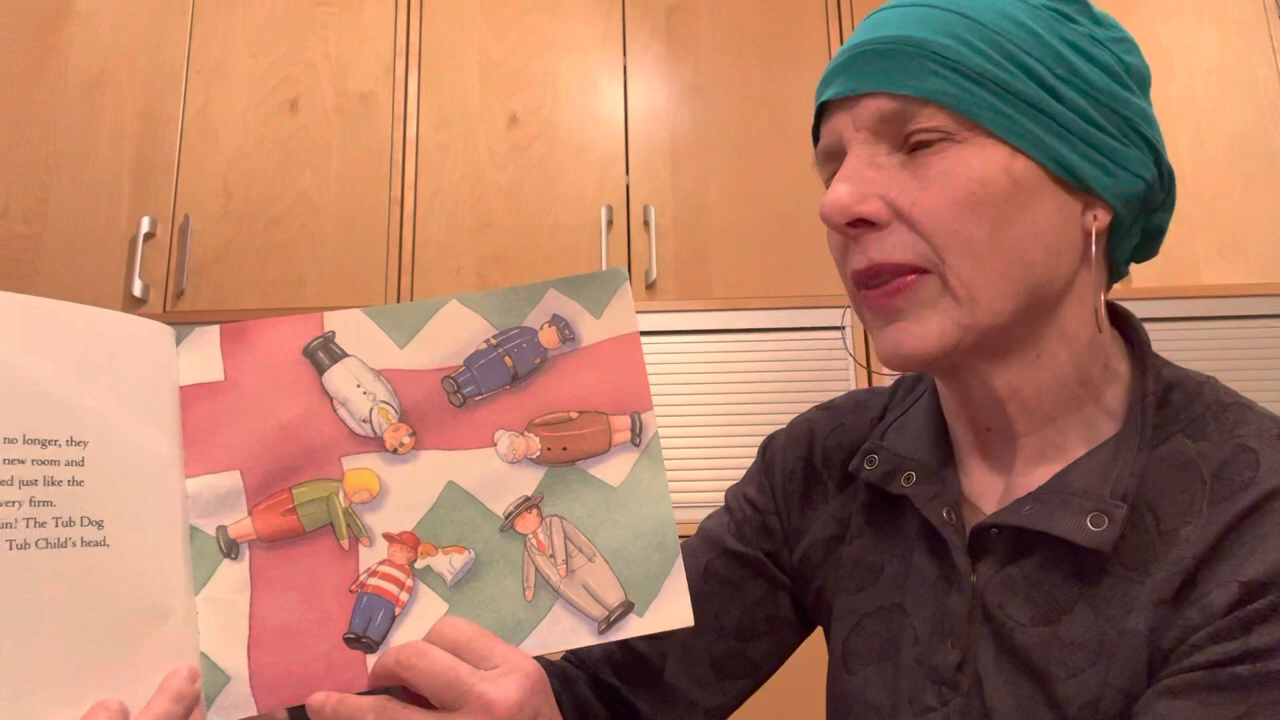 no longer, they
new room and
ed just like the
very firm.
un! The Tub Dog
Tub Child's head,